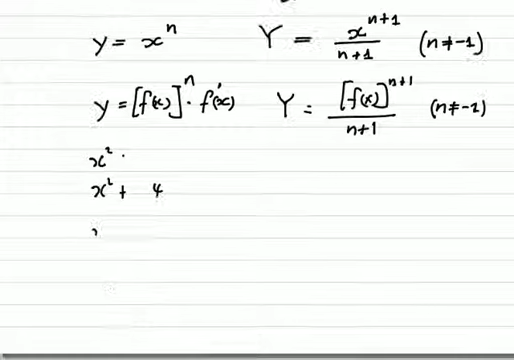 y = x^n Y = x^(n+1)/(n+1) (n≠-1)
y = [f(x)]^n · f'(x) Y = [f(x)]^(n+1)/(n+1) (n≠-1)
x² ·
x² + 4